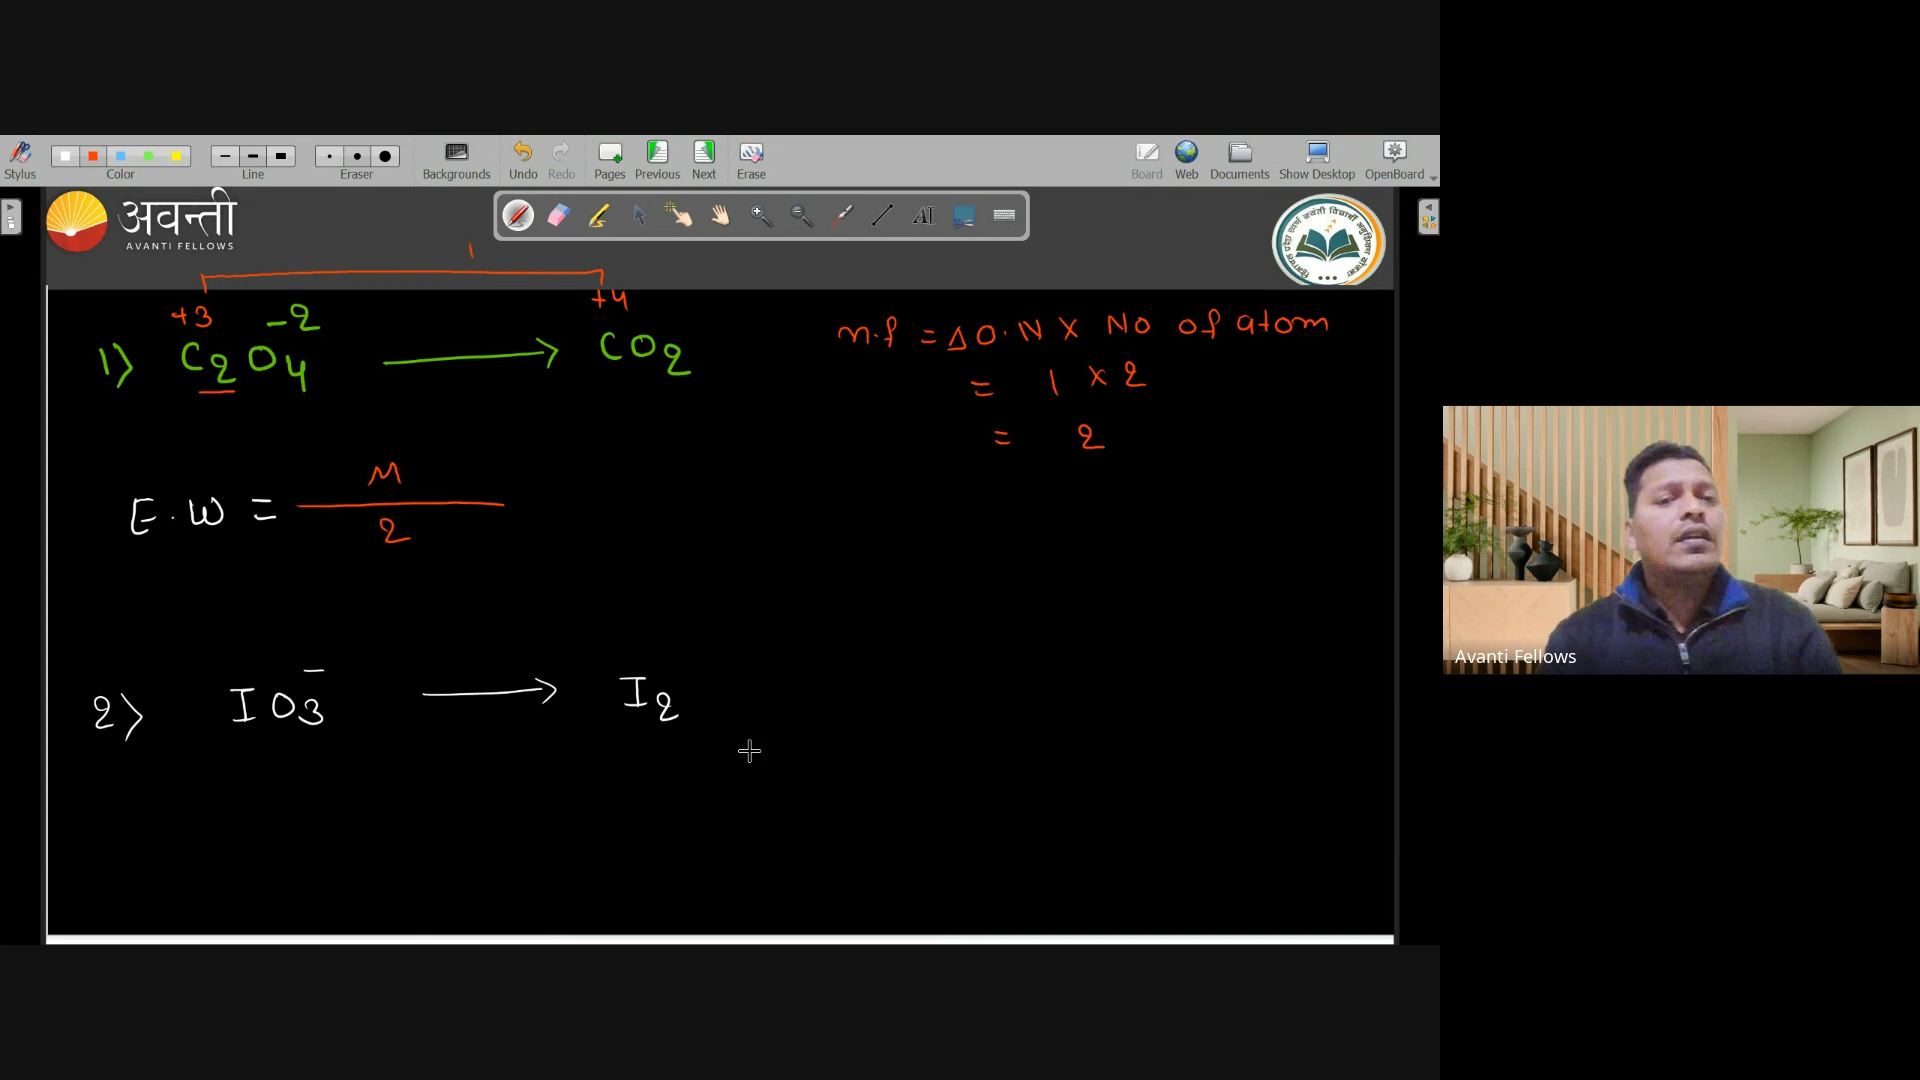 Stylus Color Line Eraser Backgrounds Undo Redo Pages Previous Next Erase Board Web Documents Show Desktop OpenBoard
अवन्ती
AVANTI FELLOWS
1
+3 -2 +4
1) C2O4^-2 → CO2
n.f = Δ O.N × No of atom
= 1 × 2
= 2
E.W = M
2
2) IO3^- → I2
Avanti Fellows